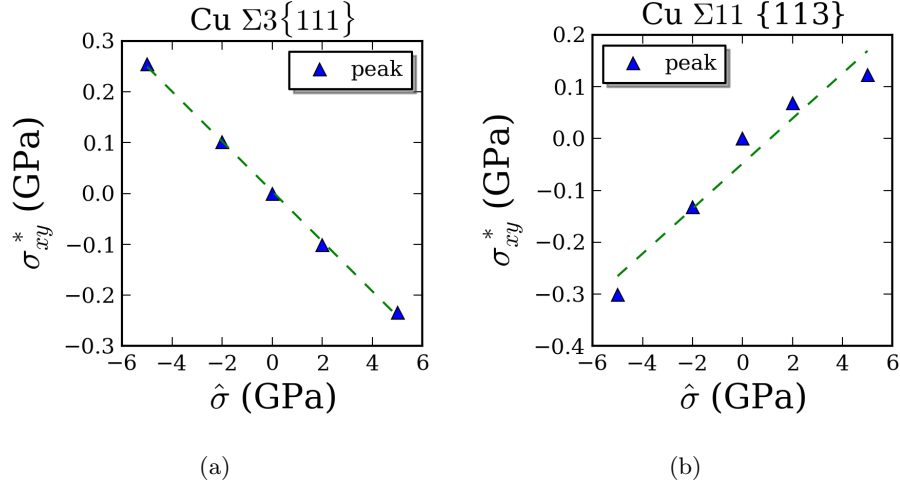 Cu Σ3{111}
0.3
0.2
0.1
0.0
−0.1
−0.2
−0.3
−6 −4 −2 0 2 4 6
peak
σ*xy (GPa)
σ̂ (GPa)
(a)
Cu Σ11 {113}
0.2
0.1
0.0
−0.1
−0.2
−0.3
−0.4
−6 −4 −2 0 2 4 6
peak
σ*xy (GPa)
σ̂ (GPa)
(b)